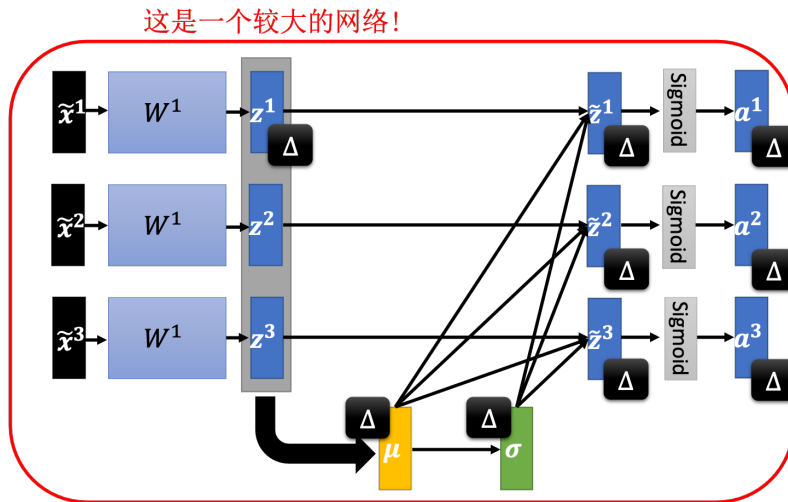 这是一个较大的网络！
x̃¹ W¹ z¹ Δ z̃¹ Δ Sigmoid a¹ Δ
x̃² W¹ z² z̃² Δ Sigmoid a² Δ
x̃³ W¹ z³ z̃³ Δ Sigmoid a³ Δ
Δ μ Δ σ